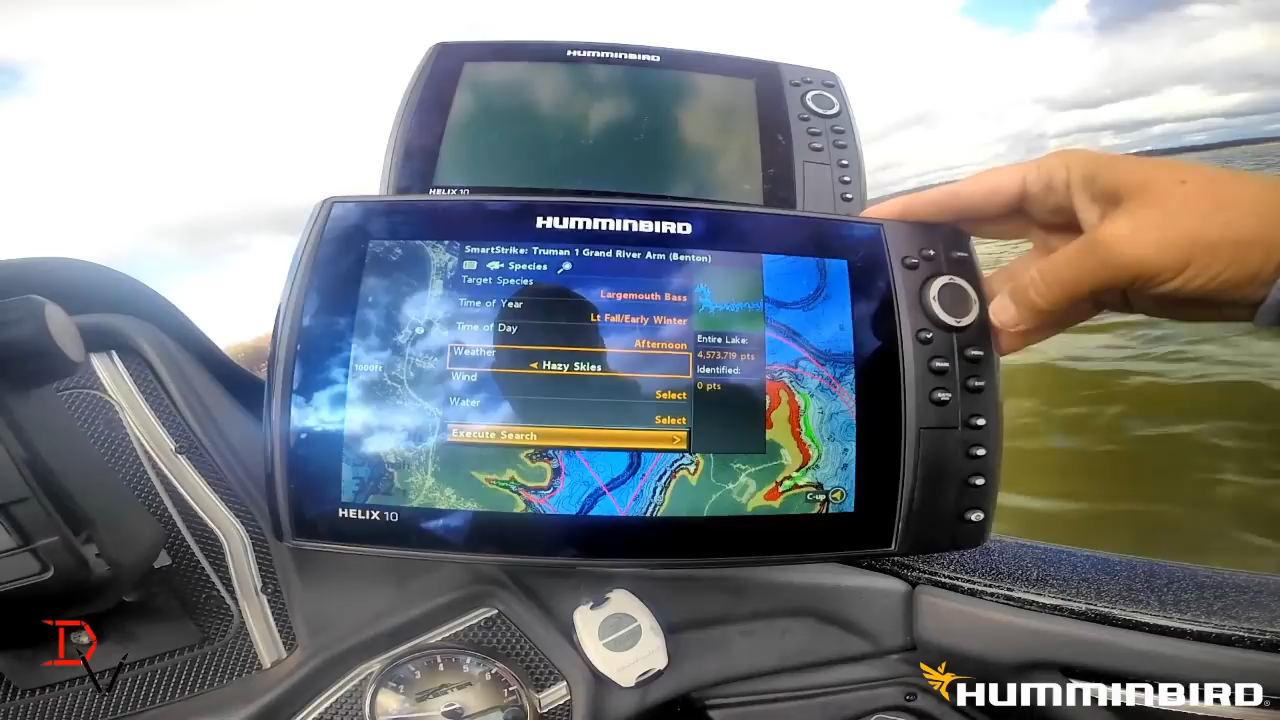 HUMMINBIRD
HELIX 10
HUMMINBIRD
SmartStrike: Truman 1 Grand River Arm (Benton)
Species
Target Species
Largemouth Bass
Time of Year
Lt Fall/Early Winter
Time of Day
Afternoon
Weather
Hazy Skies
Wind
Select
Water
Select
Execute Search >
Entire Lake:
4,573,719 pts
Identified:
0 pts
1000ft
C-up
HELIX 10
DV
HUMMINBIRD®